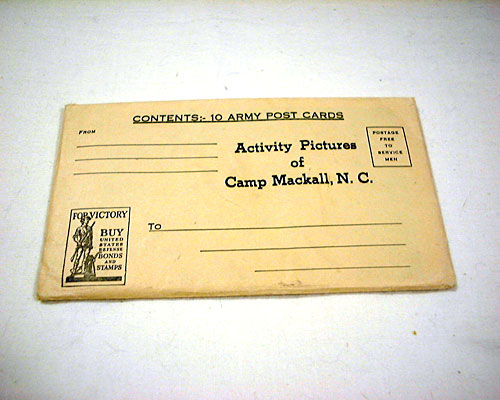 CONTENTS:- 10 ARMY POST CARDS
FROM
POSTAGE
FREE
TO
SERVICE
MEN
Activity Pictures
of
Camp Mackall, N. C.
FOR VICTORY
BUY
UNITED
STATES
DEFENSE
BONDS
AND
STAMPS
To